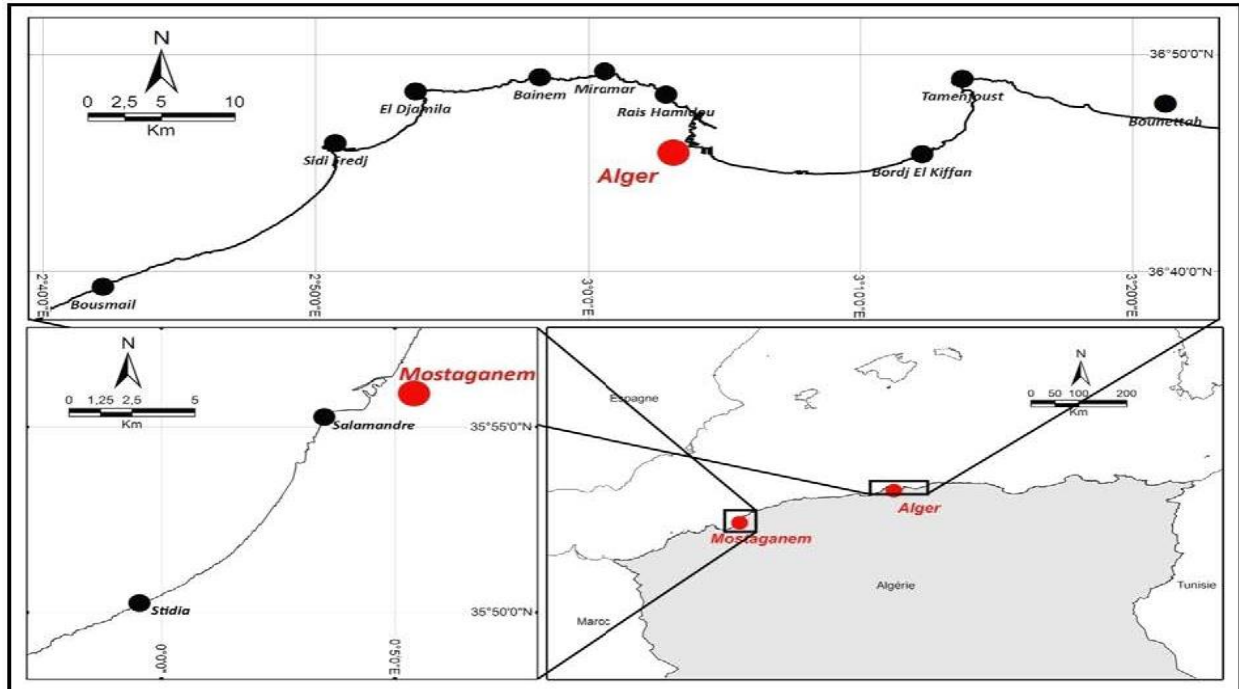 N
0 2,5 5 10
Km
El Djamila
Bainem
Miramar
Rais Hamidou
Tamenfoust
Bounettah
Sidi Fredj
Alger
Bordj El Kiffan
Bousmail
36°50'0"N
36°40'0"N
2°40'0"E
2°50'0"E
3°0'0"E
3°10'0"E
3°20'0"E
N
0 1,25 2,5 5
Km
Mostaganem
Salamandre
35°55'0"N
Stidia
35°50'0"N
0°0'0"
0°5'0"E
N
0 50 100 200
Km
Espagne
Alger
Mostaganem
Algérie
Tunisie
Maroc